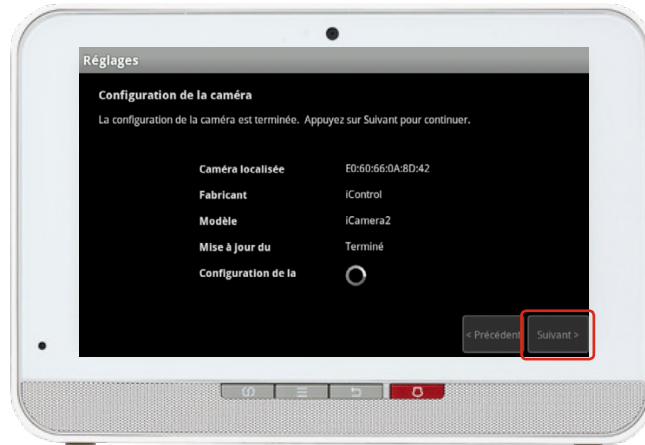 Réglages
Configuration de la caméra
La configuration de la caméra est terminée. Appuyez sur Suivant pour continuer.
Caméra localisée E0:60:66:0A:8D:42
Fabricant iControl
Modèle iCamera2
Mise à jour du Terminé
Configuration de la
< Précédent Suivant >